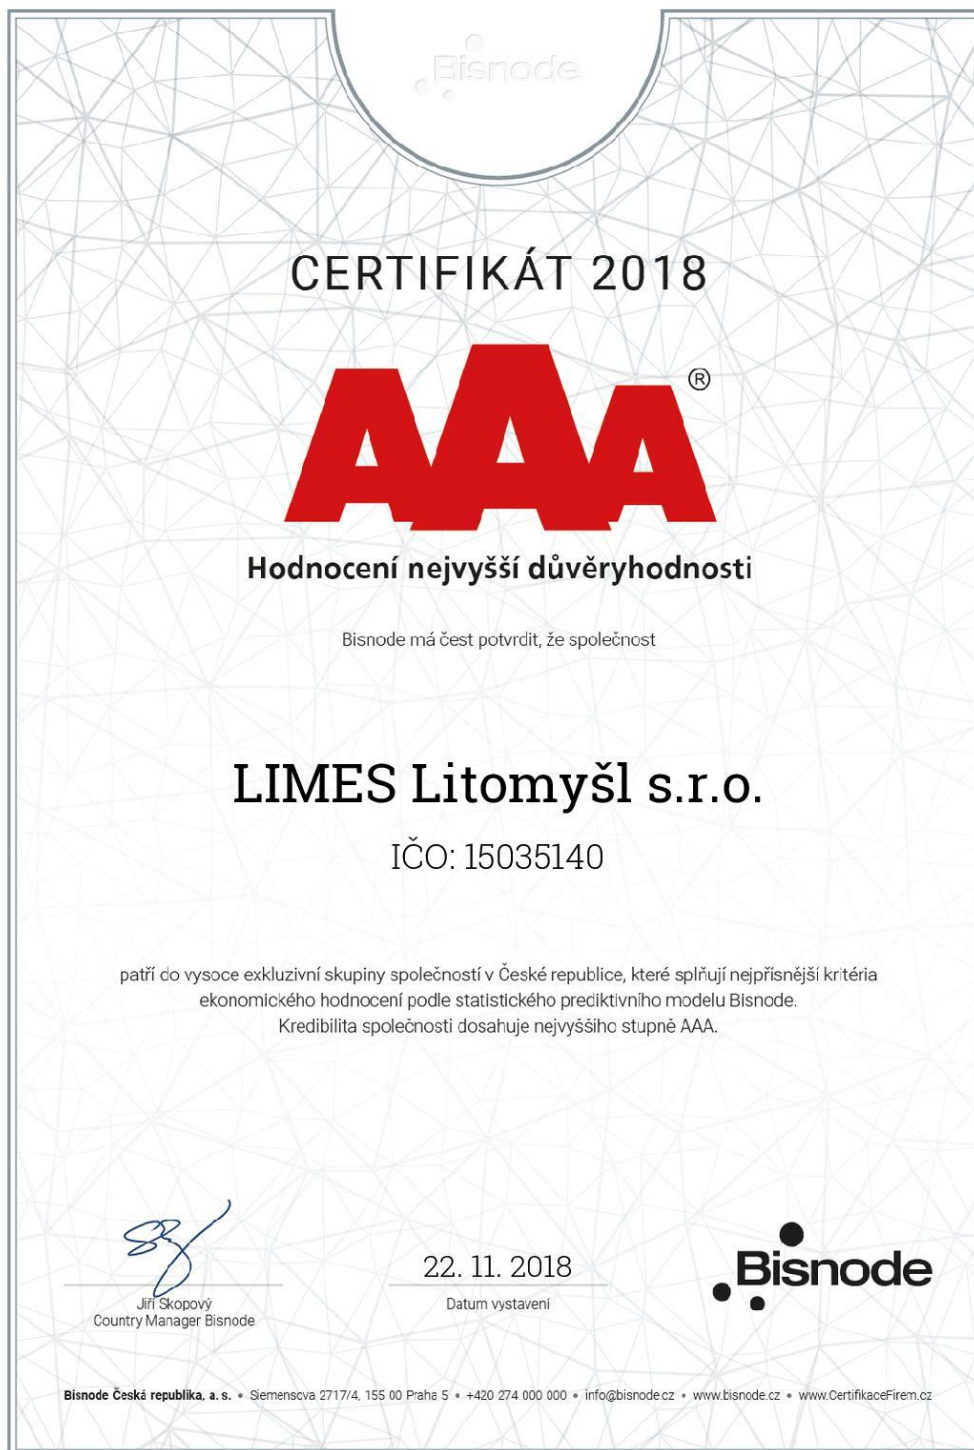 Bisnode
CERTIFIKÁT 2018
AAA®
Hodnocení nejvyšší důvěryhodnosti
Bisnode má čest potvrdit, že společnost
LIMES Litomyšl s.r.o.
IČO: 15035140
patří do vysoce exkluzivní skupiny společností v České republice, které splňují nejpřísnější kritéria
ekonomického hodnocení podle statistického prediktivního modelu Bisnode.
Kredibilita společnosti dosahuje nejvyššího stupně AAA.
Jiří Skopový
Country Manager Bisnode
22. 11. 2018
Datum vystavení
Bisnode
Bisnode Česká republika, a. s. • Siemensova 2717/4, 155 00 Praha 5 • +420 274 000 000 • info@bisnode.cz • www.bisnode.cz • www.CertifikaceFirem.cz